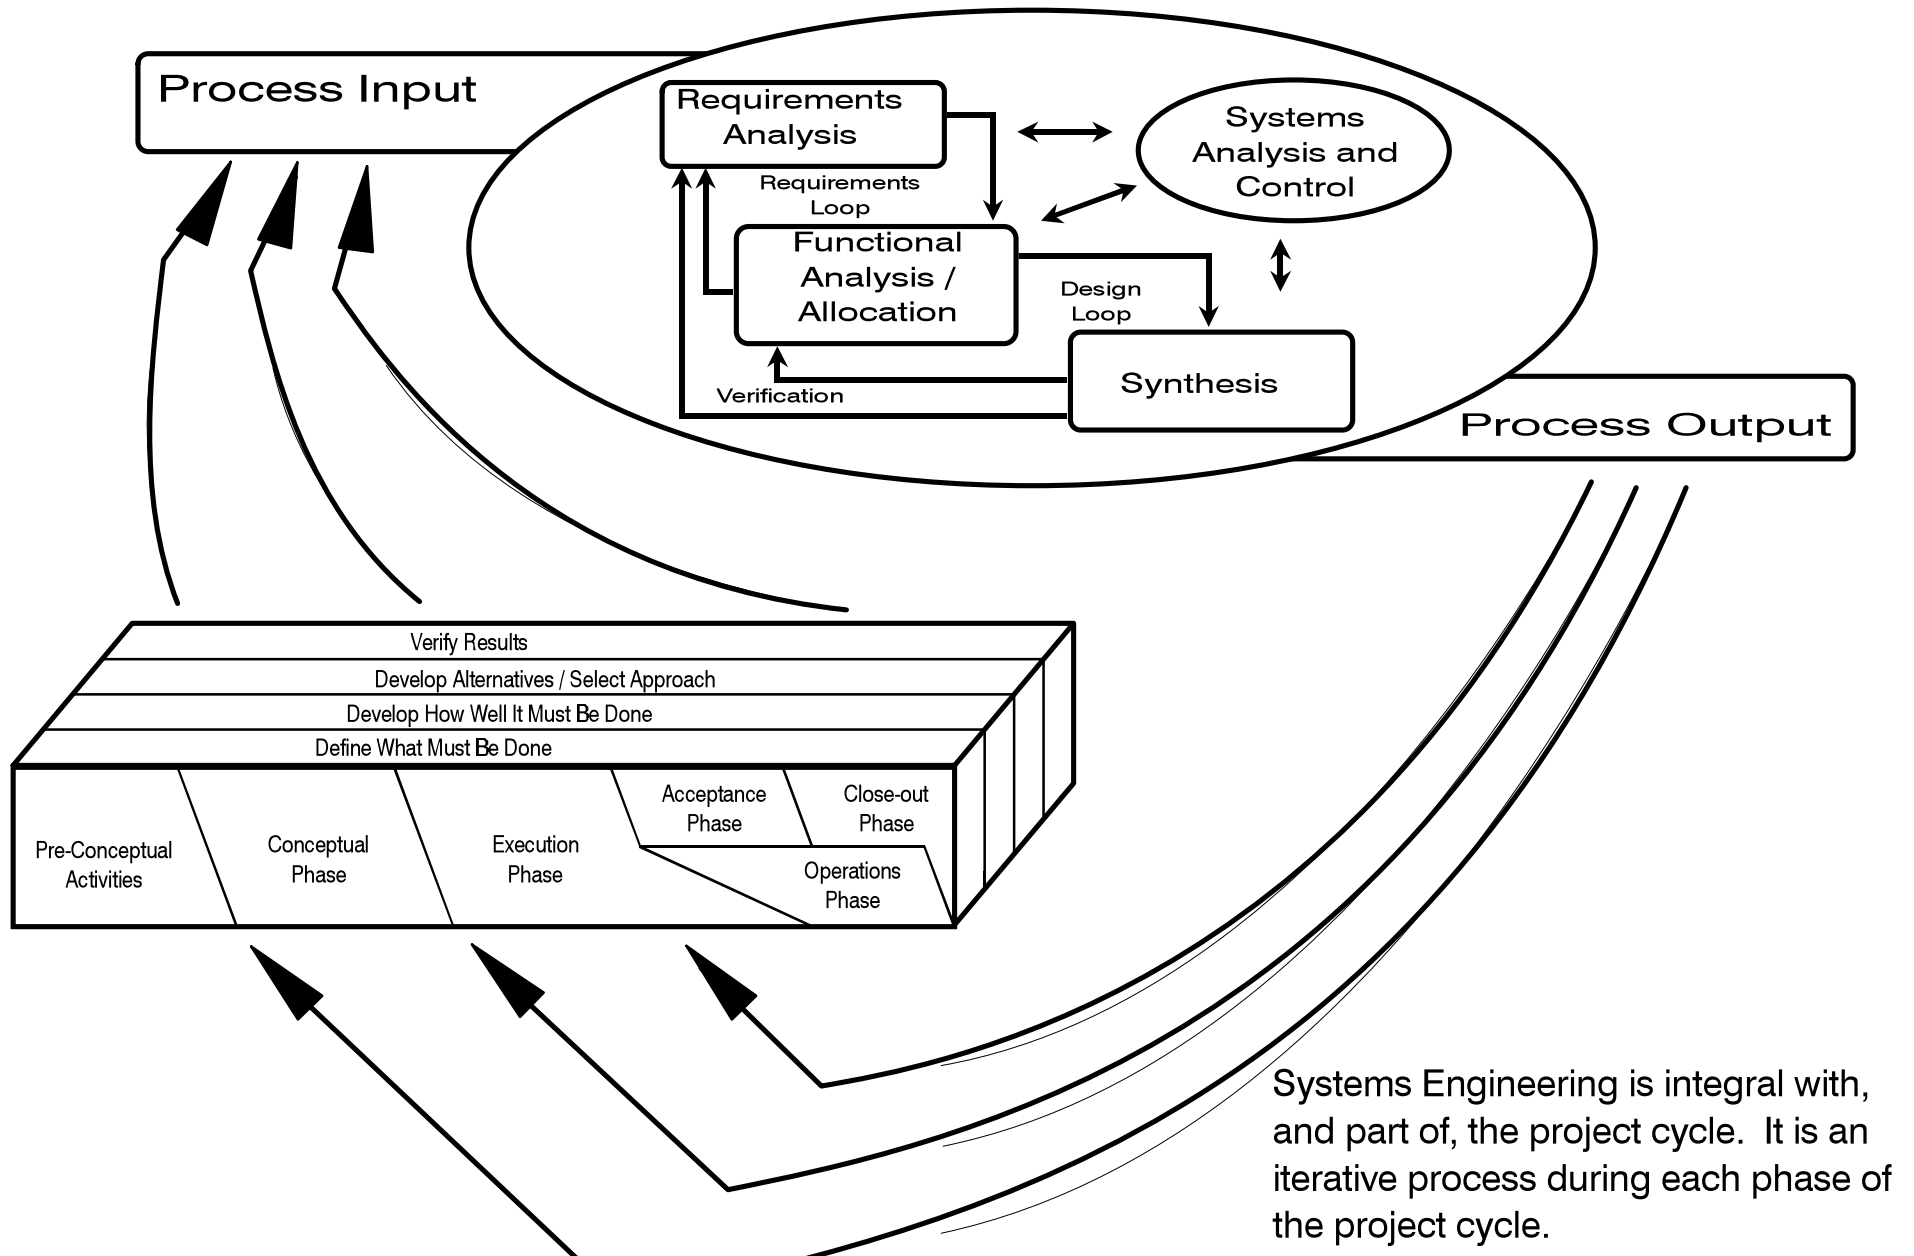 Process Input
Requirements
Analysis
Systems
Analysis and
Control
Requirements
Loop
Functional
Analysis /
Allocation
Design
Loop
Synthesis
Verification
Process Output
Verify Results
Develop Alternatives / Select Approach
Develop How Well It Must Be Done
Define What Must Be Done
Pre-Conceptual
Activities
Conceptual
Phase
Execution
Phase
Acceptance
Phase
Close-out
Phase
Operations
Phase
Systems Engineering is integral with,
and part of, the project cycle.  It is an
iterative process during each phase of
the project cycle.